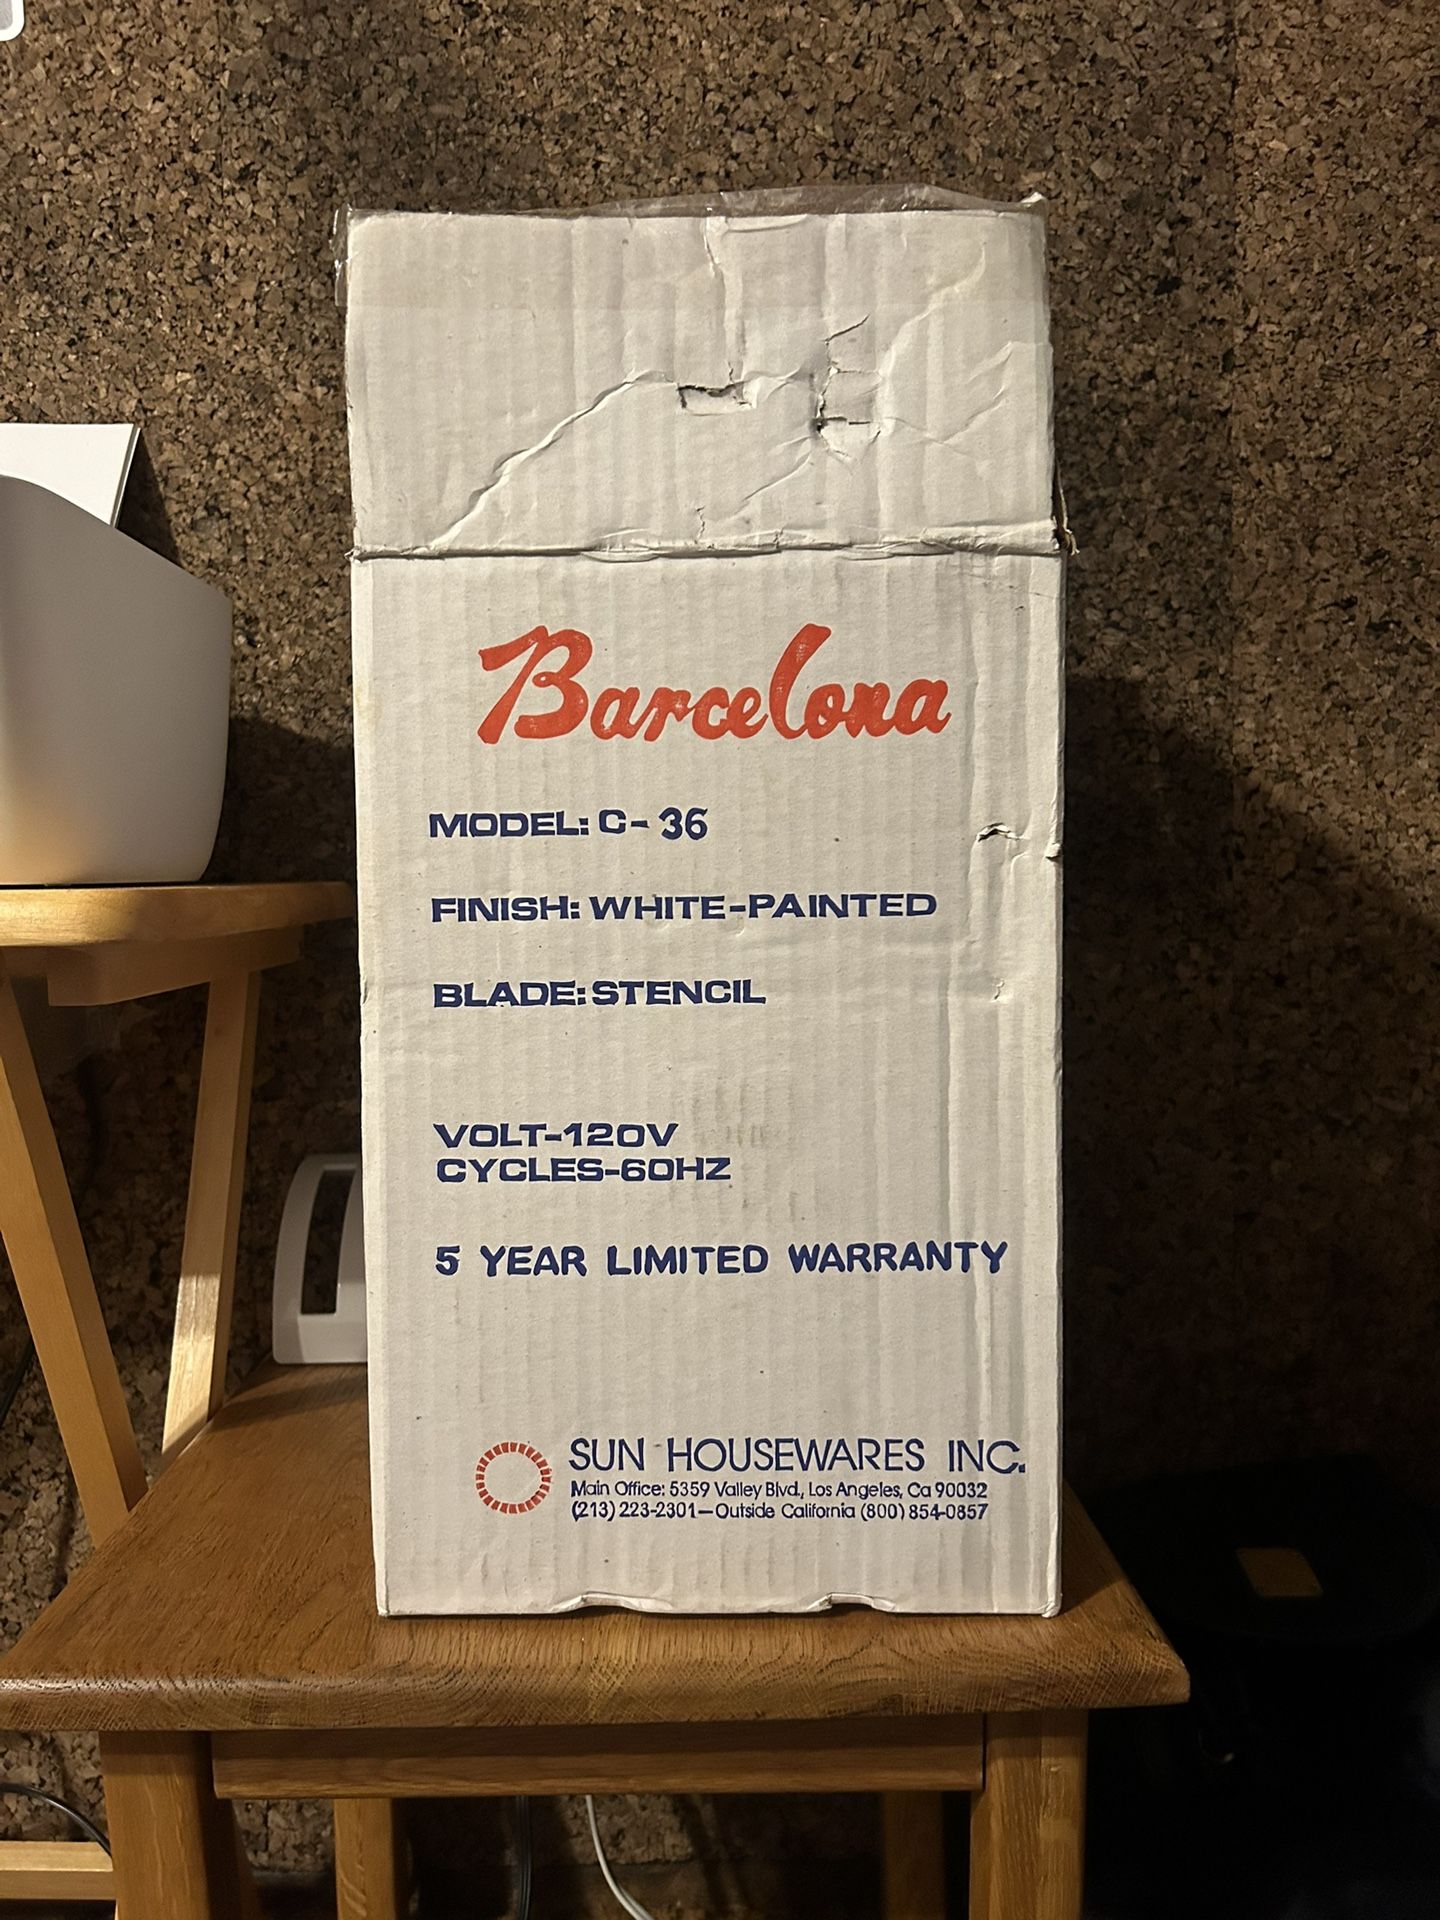 Barcelona
MODEL: C-36
FINISH: WHITE-PAINTED
BLADE: STENCIL
VOLT-120V
CYCLES-60HZ
5 YEAR LIMITED WARRANTY
SUN HOUSEWARES INC.
Main Office: 5359 Valley Blvd., Los Angeles, Ca 90032
(213) 223-2301—Outside California (800) 854-0857